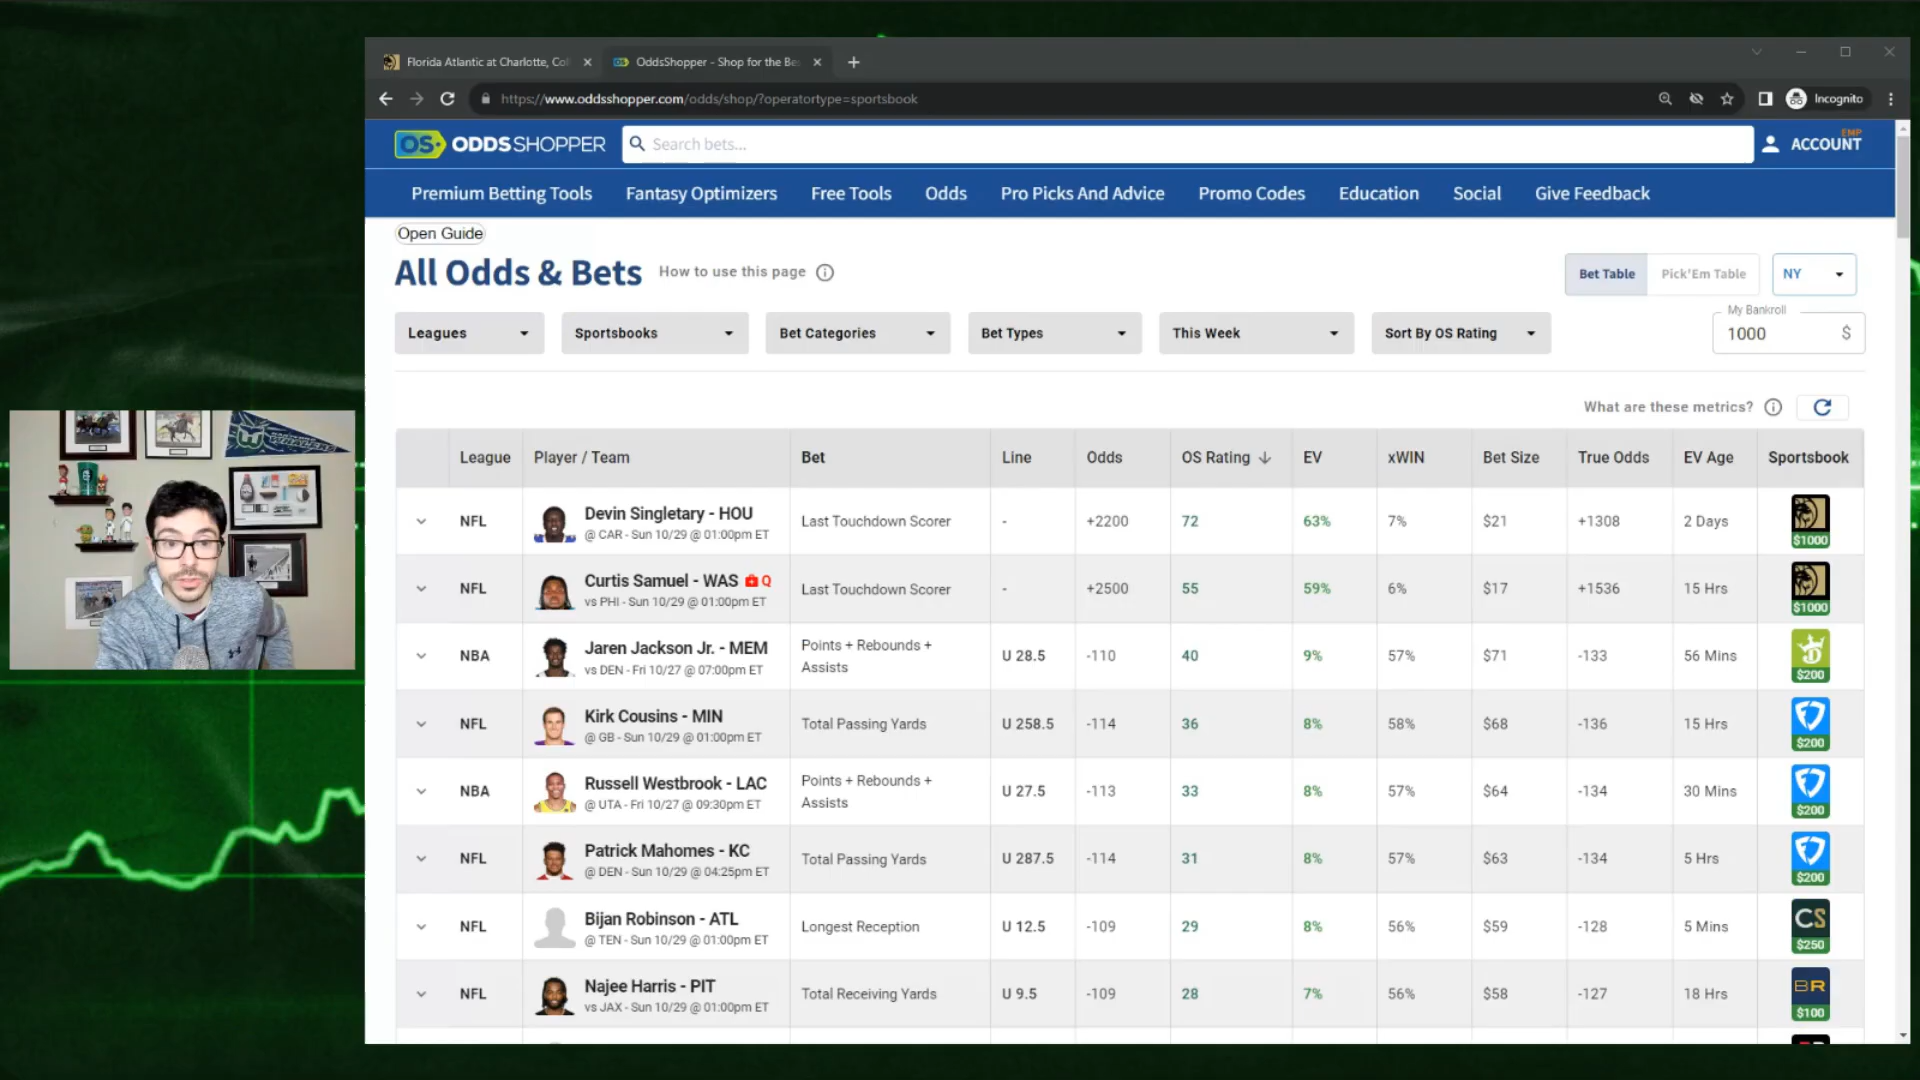 Florida Atlantic at Charlotte, Col
OddsShopper - Shop for the Bes
https://www.oddsshopper.com/odds/shop/?operatortype=sportsbook
Incognito
OS ODDSSHOPPER
Search bets...
EMP
ACCOUNT
Premium Betting Tools Fantasy Optimizers Free Tools Odds Pro Picks And Advice Promo Codes Education Social Give Feedback
Open Guide
All Odds & Bets How to use this page
Bet Table Pick'Em Table NY
Leagues Sportsbooks Bet Categories Bet Types This Week Sort By OS Rating
My Bankroll
1000 $
What are these metrics?
League Player / Team Bet Line Odds OS Rating EV xWIN Bet Size True Odds EV Age Sportsbook
NFL Devin Singletary - HOU Last Touchdown Scorer - +2200 72 63% 7% $21 +1308 2 Days
@ CAR - Sun 10/29 @ 01:00pm ET
$1000
NFL Curtis Samuel - WAS Q Last Touchdown Scorer - +2500 55 59% 6% $17 +1536 15 Hrs
vs PHI - Sun 10/29 @ 01:00pm ET
$1000
NBA Jaren Jackson Jr. - MEM Points + Rebounds + Assists U 28.5 -110 40 9% 57% $71 -133 56 Mins
vs DEN - Fri 10/27 @ 07:00pm ET
$200
NFL Kirk Cousins - MIN Total Passing Yards U 258.5 -114 36 8% 58% $68 -136 15 Hrs
@ GB - Sun 10/29 @ 01:00pm ET
$200
NBA Russell Westbrook - LAC Points + Rebounds + Assists U 27.5 -113 33 8% 57% $64 -134 30 Mins
@ UTA - Fri 10/27 @ 09:30pm ET
$200
NFL Patrick Mahomes - KC Total Passing Yards U 287.5 -114 31 8% 57% $63 -134 5 Hrs
@ DEN - Sun 10/29 @ 04:25pm ET
$200
NFL Bijan Robinson - ATL Longest Reception U 12.5 -109 29 8% 56% $59 -128 5 Mins CS
@ TEN - Sun 10/29 @ 01:00pm ET
$250
NFL Najee Harris - PIT Total Receiving Yards U 9.5 -109 28 7% 56% $58 -127 18 Hrs BR
vs JAX - Sun 10/29 @ 01:00pm ET
$100